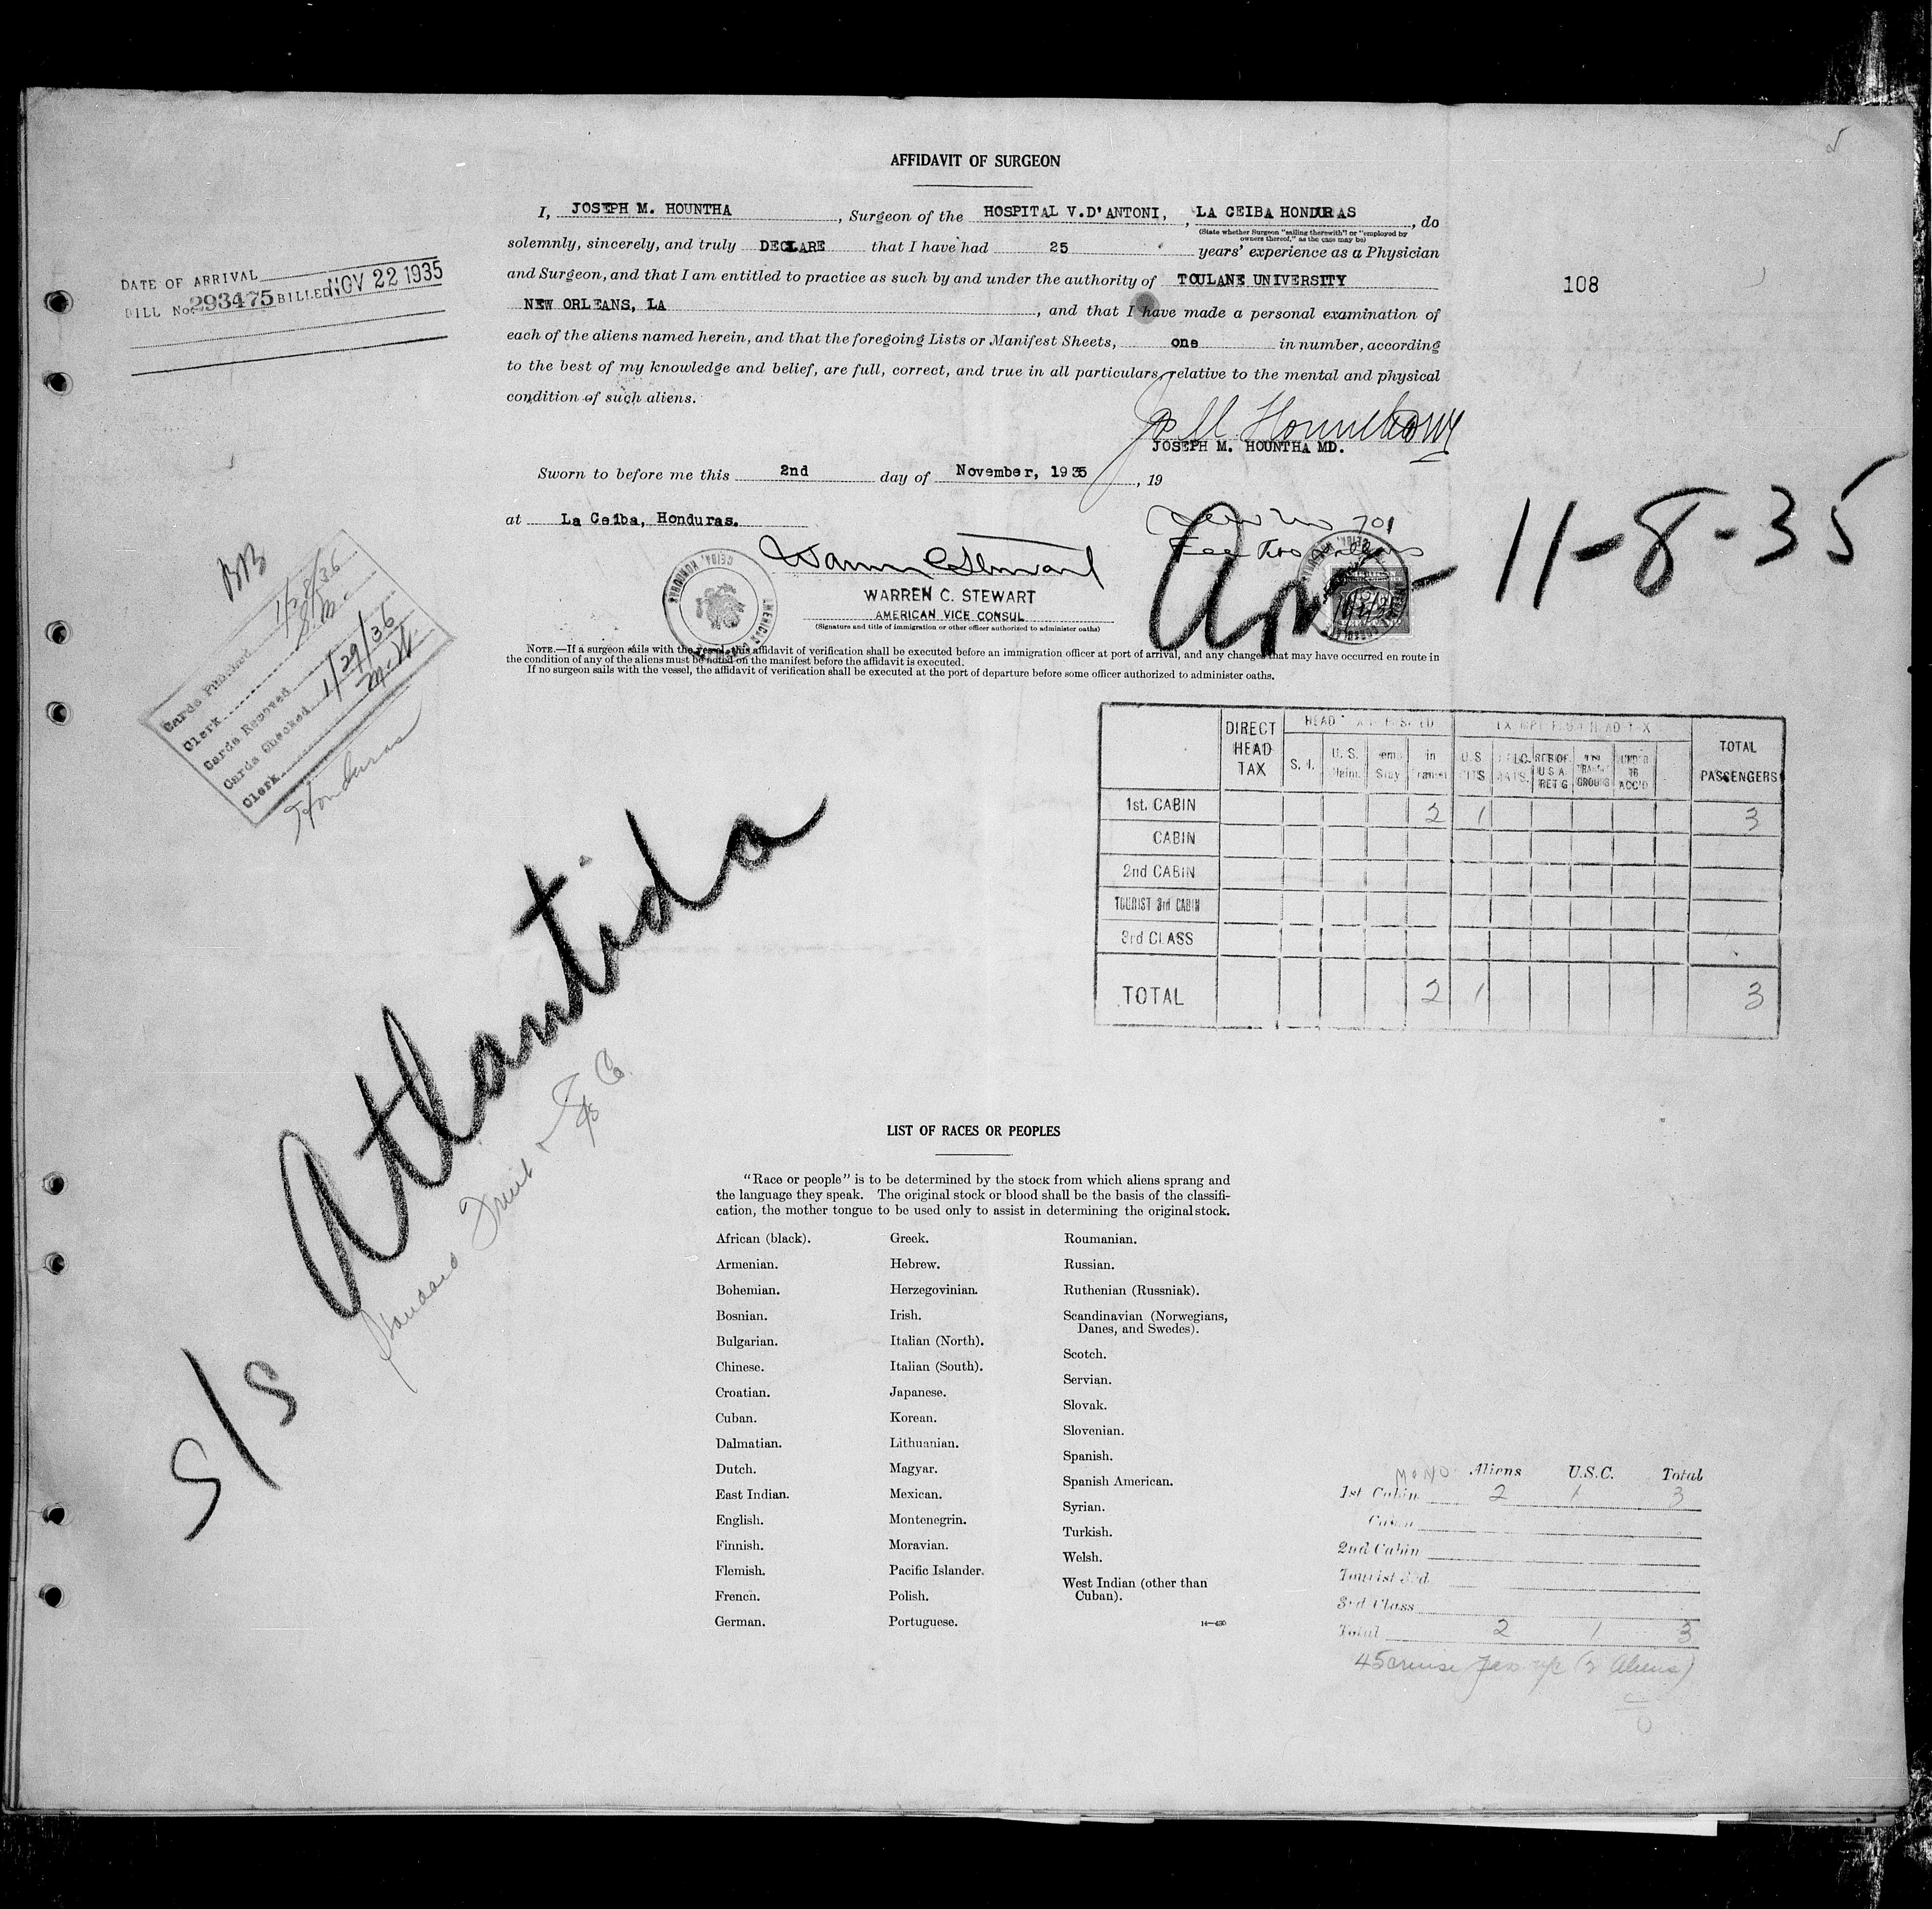 AFFIDAVIT OF SURGEON
I, JOSEPH M. HOUNTHA, Surgeon of the HOSPITAL V.D'ANTONI, LA CEIBA HONDURAS, do
(State whether Surgeon "sailing therewith" or "employed by
owners thereof," as the case may be)
solemnly, sincerely, and truly DECLARE that I have had 25 years' experience as a Physician
and Surgeon, and that I am entitled to practice as such by and under the authority of TOULANE UNIVERSITY
NEW ORLEANS, LA, and that I have made a personal examination of
each of the aliens named herein, and that the foregoing Lists or Manifest Sheets, one in number, according
to the best of my knowledge and belief, are full, correct, and true in all particulars, relative to the mental and physical
condition of such aliens.
JOSEPH M. HOUNTHA MD.
Sworn to before me this 2nd day of November, 1935, 19
at La Ceiba, Honduras.
Warren C Stewart
WARREN C. STEWART
AMERICAN VICE CONSUL
(Signature and title of immigration or other officer authorized to administer oaths)
701
Fee two dollars
Arr - 11-8-35
NOTE.—If a surgeon sails with the vessel, this affidavit of verification shall be executed before an immigration officer at port of arrival, and any changes that may have occurred en route in
the condition of any of the aliens must be noted on the manifest before the affidavit is executed.
If no surgeon sails with the vessel, the affidavit of verification shall be executed at the port of departure before some officer authorized to administer oaths.
DATE OF ARRIVAL
BILL No. 293475 BILLED NOV 22 1935
108
Cards Punched 1/28/36
Clerk
Cards Removed
Cards Checked 1/29/36
Clerk
Honduras
DIRECT HEAD TAX
S. I.
U. S.
in Transit
U.S. CITS
TOTAL PASSENGERS
1st. CABIN 2 1 3
CABIN
2nd CABIN
TOURIST 3rd CABIN
3rd CLASS
TOTAL 2 1 3
S/S Atlantida
Standard Fruit & SS Co.
LIST OF RACES OR PEOPLES
"Race or people" is to be determined by the stock from which aliens sprang and
the language they speak. The original stock or blood shall be the basis of the classifi-
cation, the mother tongue to be used only to assist in determining the original stock.
African (black).
Armenian.
Bohemian.
Bosnian.
Bulgarian.
Chinese.
Croatian.
Cuban.
Dalmatian.
Dutch.
East Indian.
English.
Finnish.
Flemish.
French.
German.
Greek.
Hebrew.
Herzegovinian.
Irish.
Italian (North).
Italian (South).
Japanese.
Korean.
Lithuanian.
Magyar.
Mexican.
Montenegrin.
Moravian.
Pacific Islander.
Polish.
Portuguese.
Roumanian.
Russian.
Ruthenian (Russniak).
Scandinavian (Norwegians,
Danes, and Swedes).
Scotch.
Servian.
Slovak.
Slovenian.
Spanish.
Spanish American.
Syrian.
Turkish.
Welsh.
West Indian (other than
Cuban).
14—430
Aliens U.S.C. Total
1st Cabin 2 1 3
Cabin
2nd Cabin
Tourist 3rd
3rd Class
Total 2 1 3
45 cruise (2 Aliens)